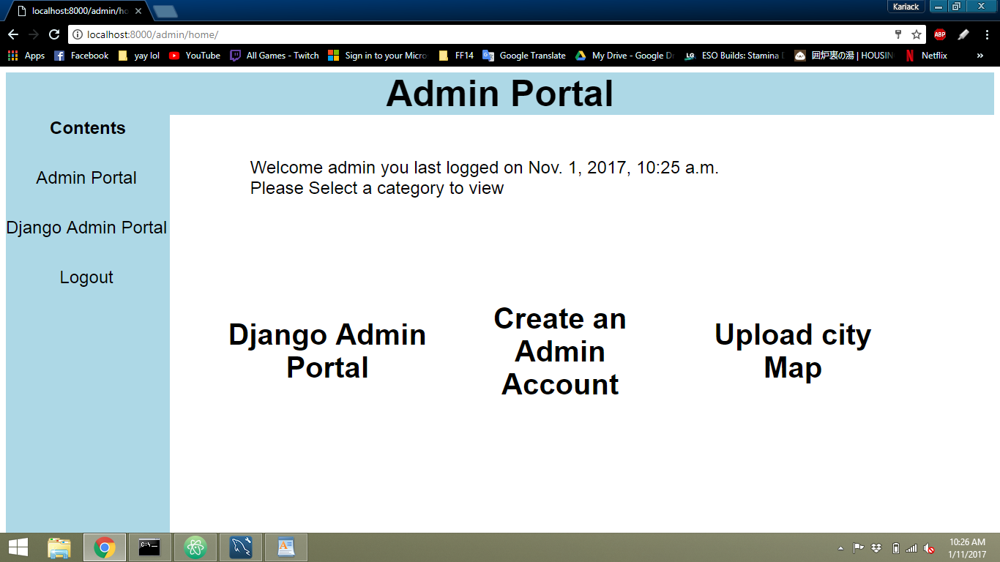 localhost:8000/admin/ho
Kariack
localhost:8000/admin/home/
ABP
Apps Facebook yay lol YouTube All Games - Twitch Sign in to your Micro FF14 Google Translate My Drive - Google Dr LG ESO Builds: Stamina D 囲炉裏の湯 | HOUSIN N Netflix »
Admin Portal
Contents
Admin Portal
Django Admin Portal
Logout
Welcome admin you last logged on Nov. 1, 2017, 10:25 a.m.
Please Select a category to view
Django Admin
Portal
Create an
Admin
Account
Upload city
Map
C:\_
10:26 AM
1/11/2017